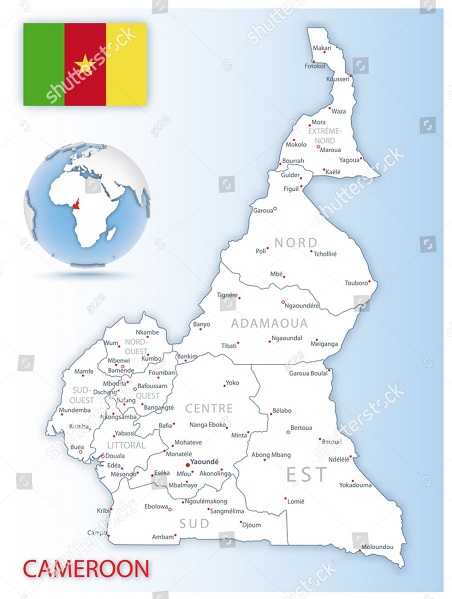 Makari
Fotokol
Kousseri
Waza
Mora
EXTRÊME-
NORD
Mokolo
Maroua
Bourrah
Yagoua
Guider
Kaélé
Figuil
Garoua
NORD
Poli
Tcholliré
Mbé
Touboro
Tignère
Ngaoundéré
ADAMAOUA
Banyo
Tibati
Ngaoundal
Meiganga
Nkambe
Wum
NORD-
OUEST
Mbenwi
Kumbo
Bankim
Bamende
Foumban
Garoua Boulaï
Mamfe
Mbouda
Yoko
Dschang
Bafoussam
SUD-
OUEST
OUEST
Bafang
Bangangté
Mundemba
Nkongsamba
CENTRE
Bélabo
Kumba
Bafia
Nanga Eboko
Bertoua
Yabassi
Minta
Batouri
Buea
LITTORAL
Mohateve
Douala
Monatélé
Abong Mbang
Ndélélé
Edéa
Yaoundé
Mésondo
Eséka
Mfou
Akonolinga
EST
Mbalmayo
Yokadouma
Kribi
Ebolowa
Ngoulémakong
Sangmélima
Lomié
SUD
Djoum
Campo
Ambam
Moloundou
CAMEROON
shutterstock